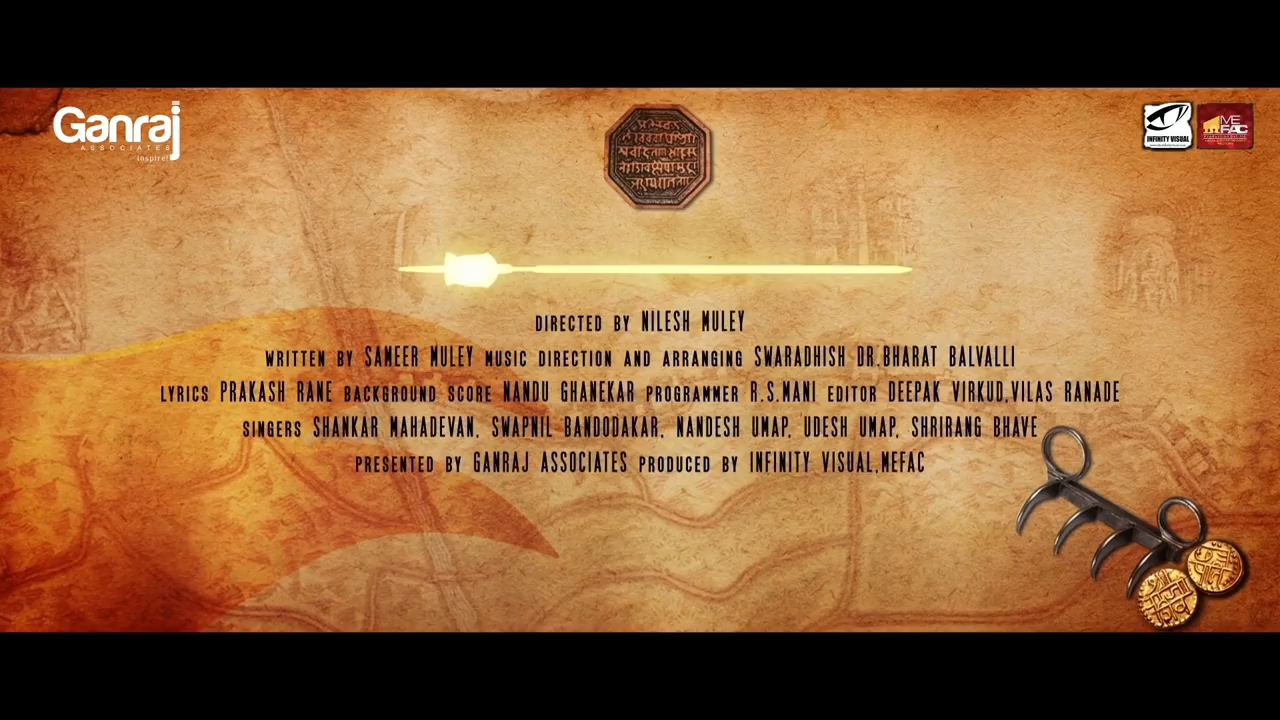 Ganraj
ASSOCIATES
inspire!
INFINITY VISUAL
MEFAC
DIRECTED BY NILESH MULEY
WRITTEN BY SAMEER MULEY MUSIC DIRECTION AND ARRANGING SWARADHISH DR.BHARAT BALVALLI
LYRICS PRAKASH RANE BACKGROUND SCORE NANDU GHANEKAR PROGRAMMER R.S.MANI EDITOR DEEPAK VIRKUD,VILAS RANADE
SINGERS SHANKAR MAHADEVAN, SWAPNIL BANDODAKAR, NANDESH UMAP, UDESH UMAP, SHRIRANG BHAVE
PRESENTED BY GANRAJ ASSOCIATES PRODUCED BY INFINITY VISUAL,MEFAC